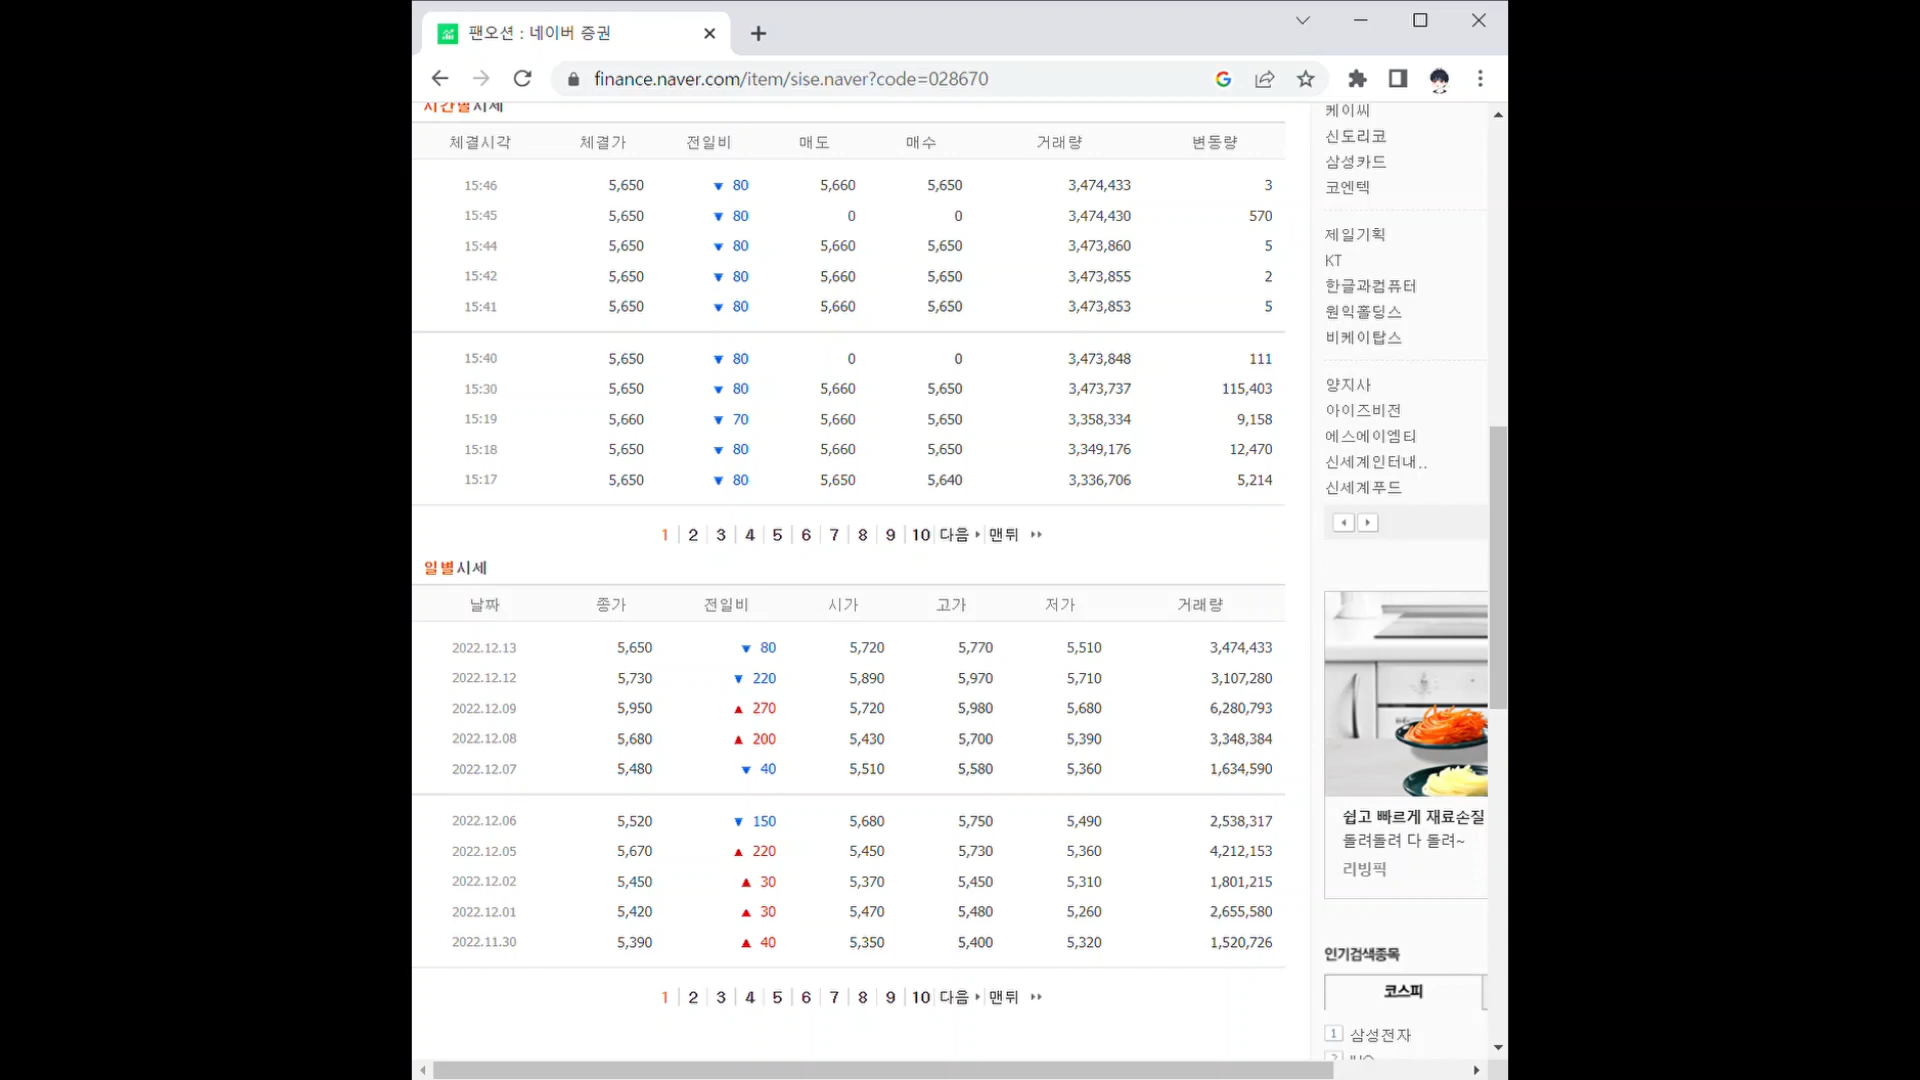 팬오션 : 네이버 증권
finance.naver.com/item/sise.naver?code=028670
시간별시세
체결시각 체결가 전일비 매도 매수 거래량 변동량
15:46 5,650 ▼ 80 5,660 5,650 3,474,433 3
15:45 5,650 ▼ 80 0 0 3,474,430 570
15:44 5,650 ▼ 80 5,660 5,650 3,473,860 5
15:42 5,650 ▼ 80 5,660 5,650 3,473,855 2
15:41 5,650 ▼ 80 5,660 5,650 3,473,853 5
15:40 5,650 ▼ 80 0 0 3,473,848 111
15:30 5,650 ▼ 80 5,660 5,650 3,473,737 115,403
15:19 5,660 ▼ 70 5,660 5,650 3,358,334 9,158
15:18 5,650 ▼ 80 5,660 5,650 3,349,176 12,470
15:17 5,650 ▼ 80 5,650 5,640 3,336,706 5,214
1 2 3 4 5 6 7 8 9 10 다음 맨뒤
일별시세
날짜 종가 전일비 시가 고가 저가 거래량
2022.12.13 5,650 ▼ 80 5,720 5,770 5,510 3,474,433
2022.12.12 5,730 ▼ 220 5,890 5,970 5,710 3,107,280
2022.12.09 5,950 ▲ 270 5,720 5,980 5,680 6,280,793
2022.12.08 5,680 ▲ 200 5,430 5,700 5,390 3,348,384
2022.12.07 5,480 ▼ 40 5,510 5,580 5,360 1,634,590
2022.12.06 5,520 ▼ 150 5,680 5,750 5,490 2,538,317
2022.12.05 5,670 ▲ 220 5,450 5,730 5,360 4,212,153
2022.12.02 5,450 ▲ 30 5,370 5,450 5,310 1,801,215
2022.12.01 5,420 ▲ 30 5,470 5,480 5,260 2,655,580
2022.11.30 5,390 ▲ 40 5,350 5,400 5,320 1,520,726
1 2 3 4 5 6 7 8 9 10 다음 맨뒤
케이씨
신도리코
삼성카드
코엔텍
제일기획
KT
한글과컴퓨터
원익홀딩스
비케이탑스
양지사
아이즈비전
에스에이엠티
신세계인터내..
신세계푸드
쉽고 빠르게 재료손질
돌려돌려 다 돌려~
리빙픽
인기검색종목
코스피
1 삼성전자